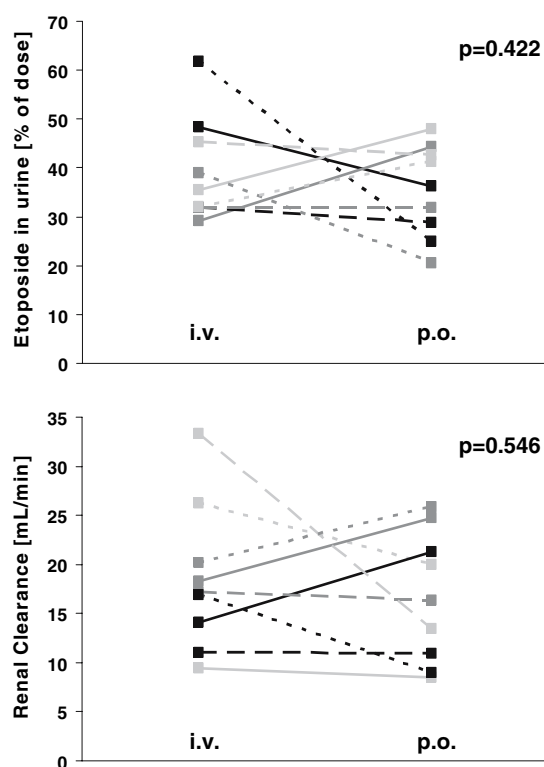 Etoposide in urine [% of dose]
70
60
50
40
30
20
10
0
p=0.422
i.v. p.o.
Renal Clearance [mL/min]
35
30
25
20
15
10
5
0
p=0.546
i.v. p.o.